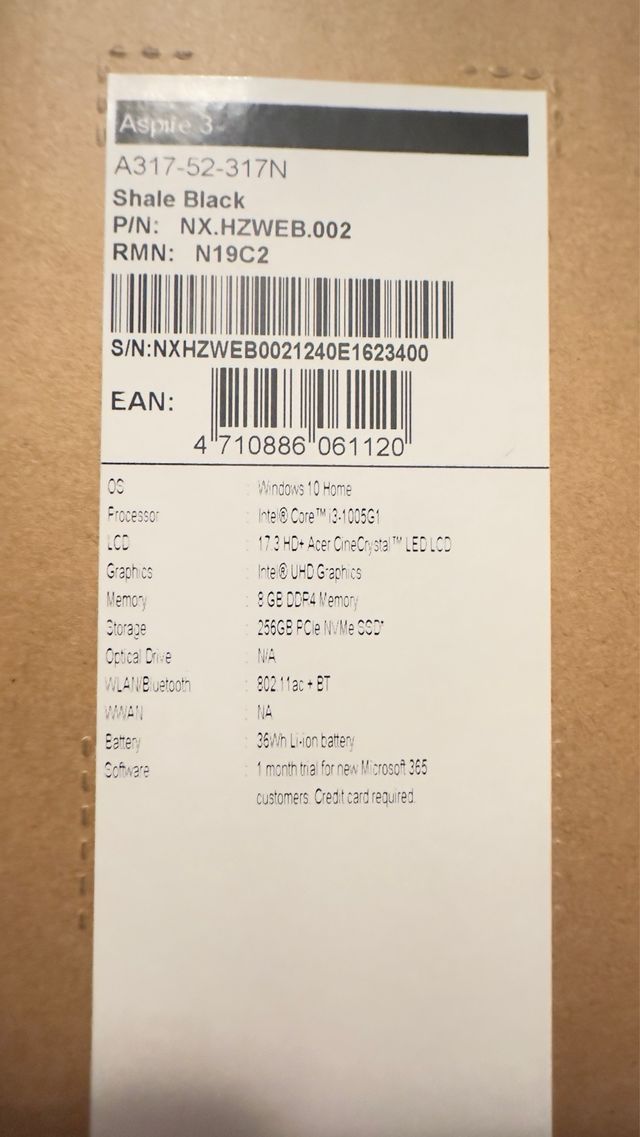 Aspire 3
A317-52-317N
Shale Black
P/N: NX.HZWEB.002
RMN: N19C2
S/N:NXHZWEB0021240E1623400
EAN:
4 710886 061120
OS : Windows 10 Home
Processor : Intel® Core™ i3-1005G1
LCD : 17.3 HD+ Acer CineCrystal™ LED LCD
Graphics : Intel® UHD Graphics
Memory : 8 GB DDR4 Memory
Storage : 256GB PCIe NVMe SSD*
Optical Drive : N/A
WLAN/Bluetooth : 802 11ac + BT
WWAN : NA
Battery : 36Wh Li-ion battery
Software : 1 month trial for new Microsoft 365
customers. Credit card required.